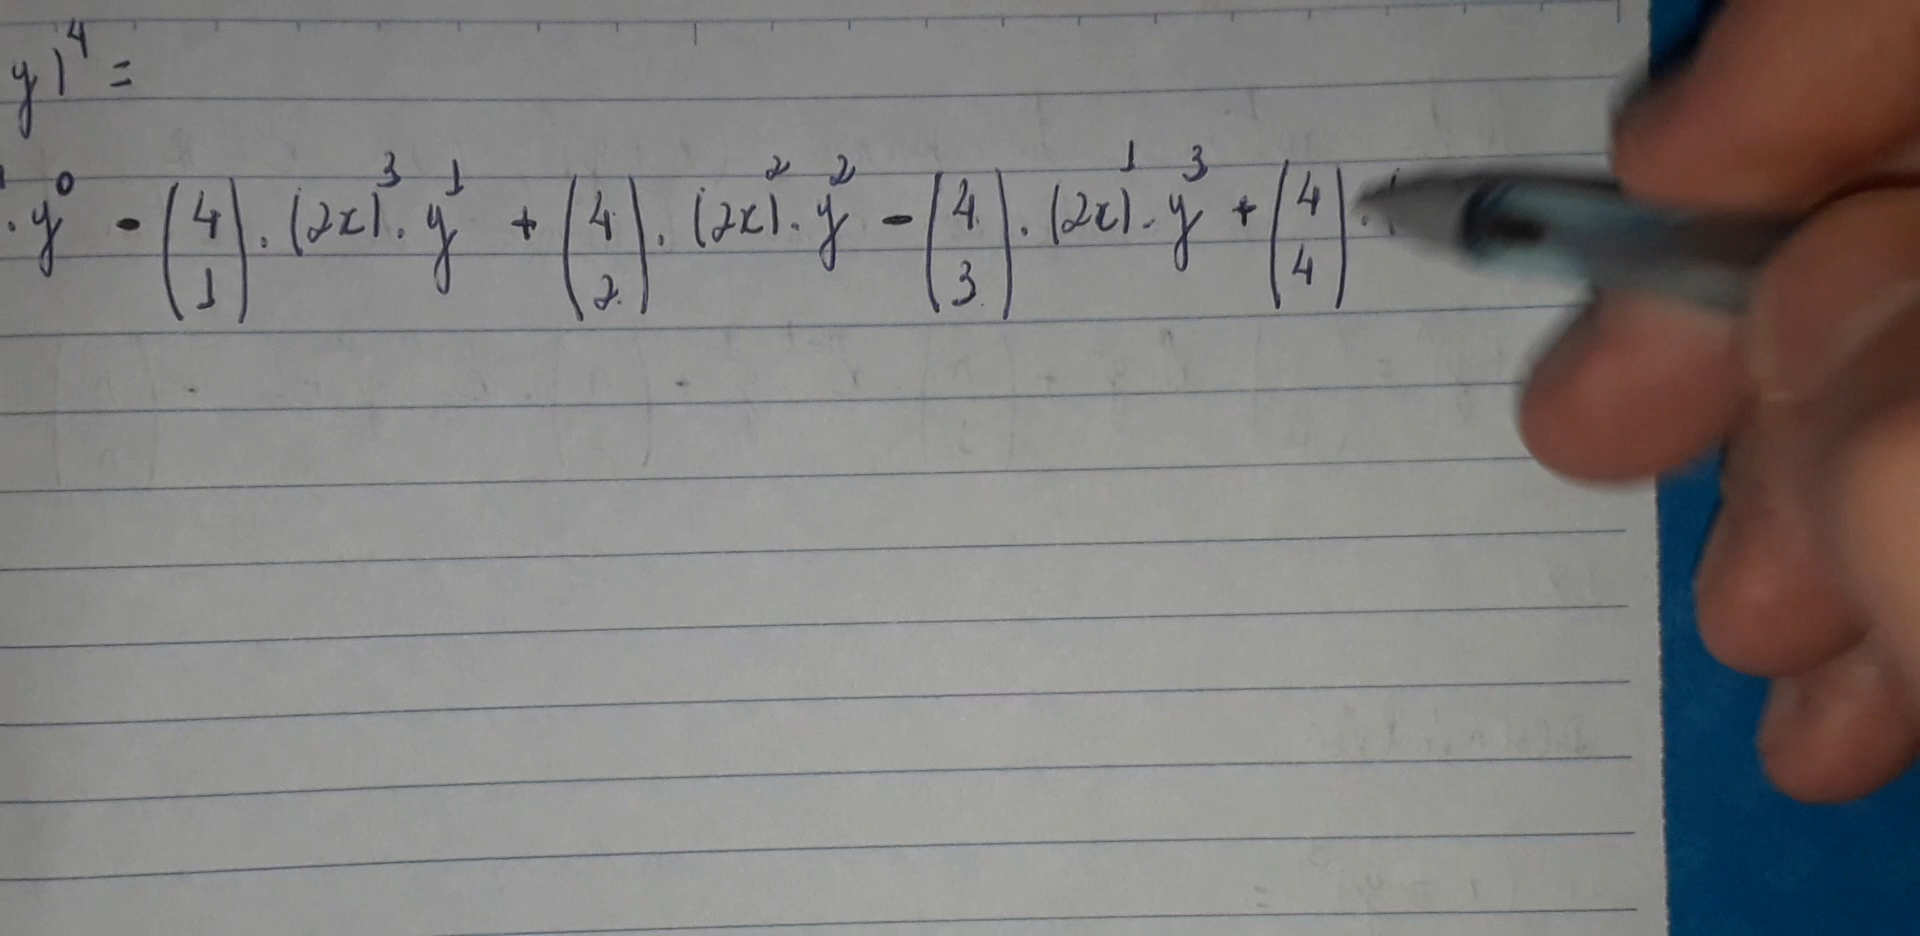 y)⁴ =
· y⁰ - (4 1) · (2x)³ · y¹ + (4 2) · (2x)² · y² - (4 3) · (2x)¹ · y³ + (4 4) · (